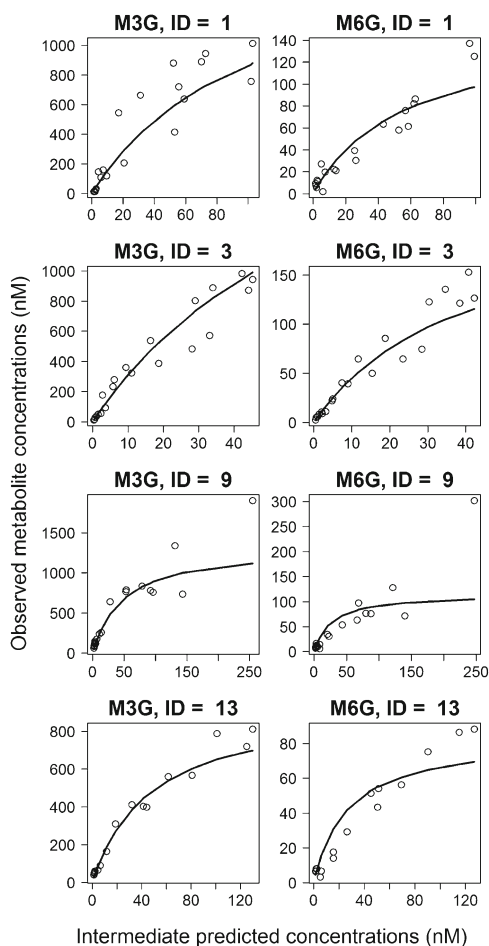 M3G, ID = 1
M6G, ID = 1
1000
800
600
400
200
0
140
120
100
80
60
40
20
0
0 20 40 60 80
0 20 40 60 80
M3G, ID = 3
M6G, ID = 3
1000
800
600
400
200
0
150
100
50
0
0 10 20 30 40
0 10 20 30 40
M3G, ID = 9
M6G, ID = 9
1500
1000
500
0
300
250
200
150
100
50
0
0 50 150 250
0 50 150 250
M3G, ID = 13
M6G, ID = 13
800
600
400
200
0
80
60
40
20
0
0 20 40 60 80 120
0 20 40 60 80 120
Observed metabolite concentrations (nM)
Intermediate predicted concentrations (nM)